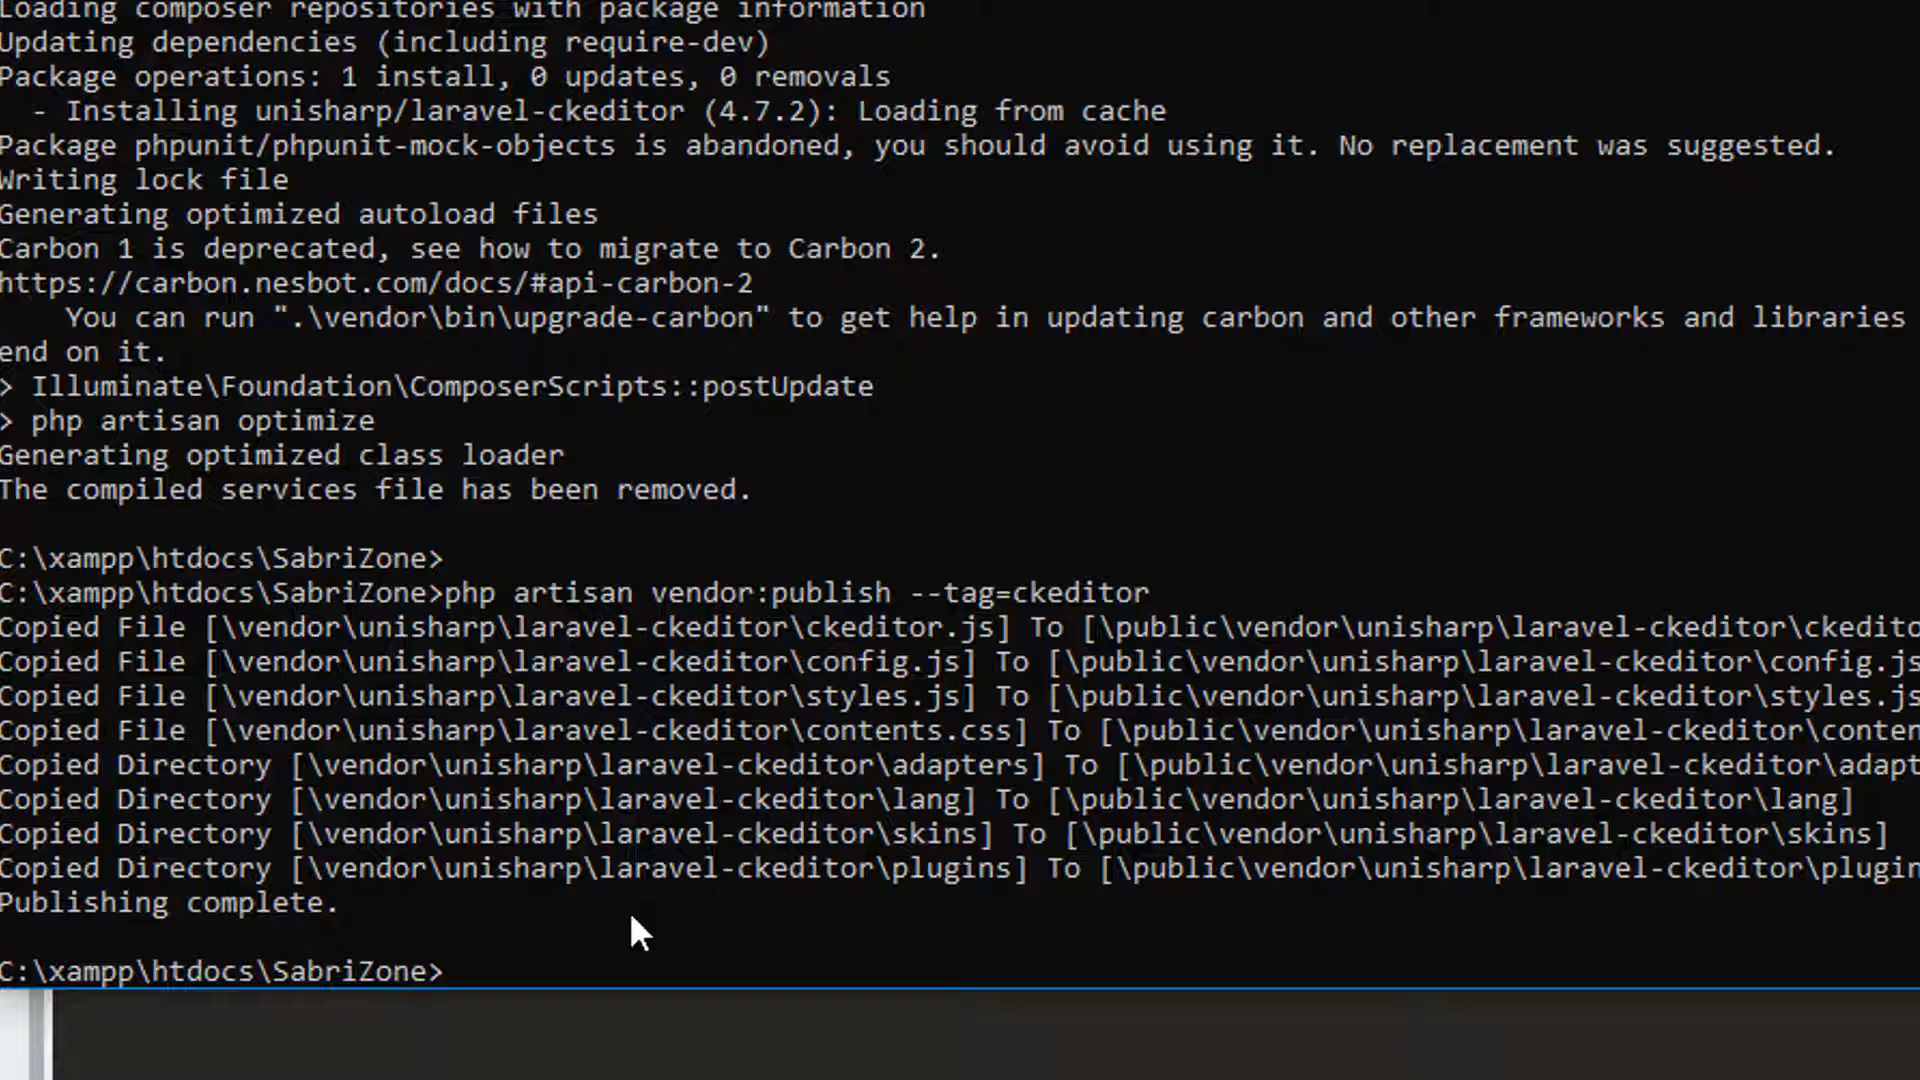 Loading composer repositories with package information
Updating dependencies (including require-dev)
Package operations: 1 install, 0 updates, 0 removals
- Installing unisharp/laravel-ckeditor (4.7.2): Loading from cache
Package phpunit/phpunit-mock-objects is abandoned, you should avoid using it. No replacement was suggested.
Writing lock file
Generating optimized autoload files
Carbon 1 is deprecated, see how to migrate to Carbon 2.
https://carbon.nesbot.com/docs/#api-carbon-2
You can run ".\vendor\bin\upgrade-carbon" to get help in updating carbon and other frameworks and libraries
end on it.
> Illuminate\Foundation\ComposerScripts::postUpdate
> php artisan optimize
Generating optimized class loader
The compiled services file has been removed.
C:\xampp\htdocs\SabriZone>
C:\xampp\htdocs\SabriZone>php artisan vendor:publish --tag=ckeditor
Copied File [\vendor\unisharp\laravel-ckeditor\ckeditor.js] To [\public\vendor\unisharp\laravel-ckeditor\ckedito
Copied File [\vendor\unisharp\laravel-ckeditor\config.js] To [\public\vendor\unisharp\laravel-ckeditor\config.js
Copied File [\vendor\unisharp\laravel-ckeditor\styles.js] To [\public\vendor\unisharp\laravel-ckeditor\styles.js
Copied File [\vendor\unisharp\laravel-ckeditor\contents.css] To [\public\vendor\unisharp\laravel-ckeditor\conten
Copied Directory [\vendor\unisharp\laravel-ckeditor\adapters] To [\public\vendor\unisharp\laravel-ckeditor\adapt
Copied Directory [\vendor\unisharp\laravel-ckeditor\lang] To [\public\vendor\unisharp\laravel-ckeditor\lang]
Copied Directory [\vendor\unisharp\laravel-ckeditor\skins] To [\public\vendor\unisharp\laravel-ckeditor\skins]
Copied Directory [\vendor\unisharp\laravel-ckeditor\plugins] To [\public\vendor\unisharp\laravel-ckeditor\plugin
Publishing complete.
C:\xampp\htdocs\SabriZone>